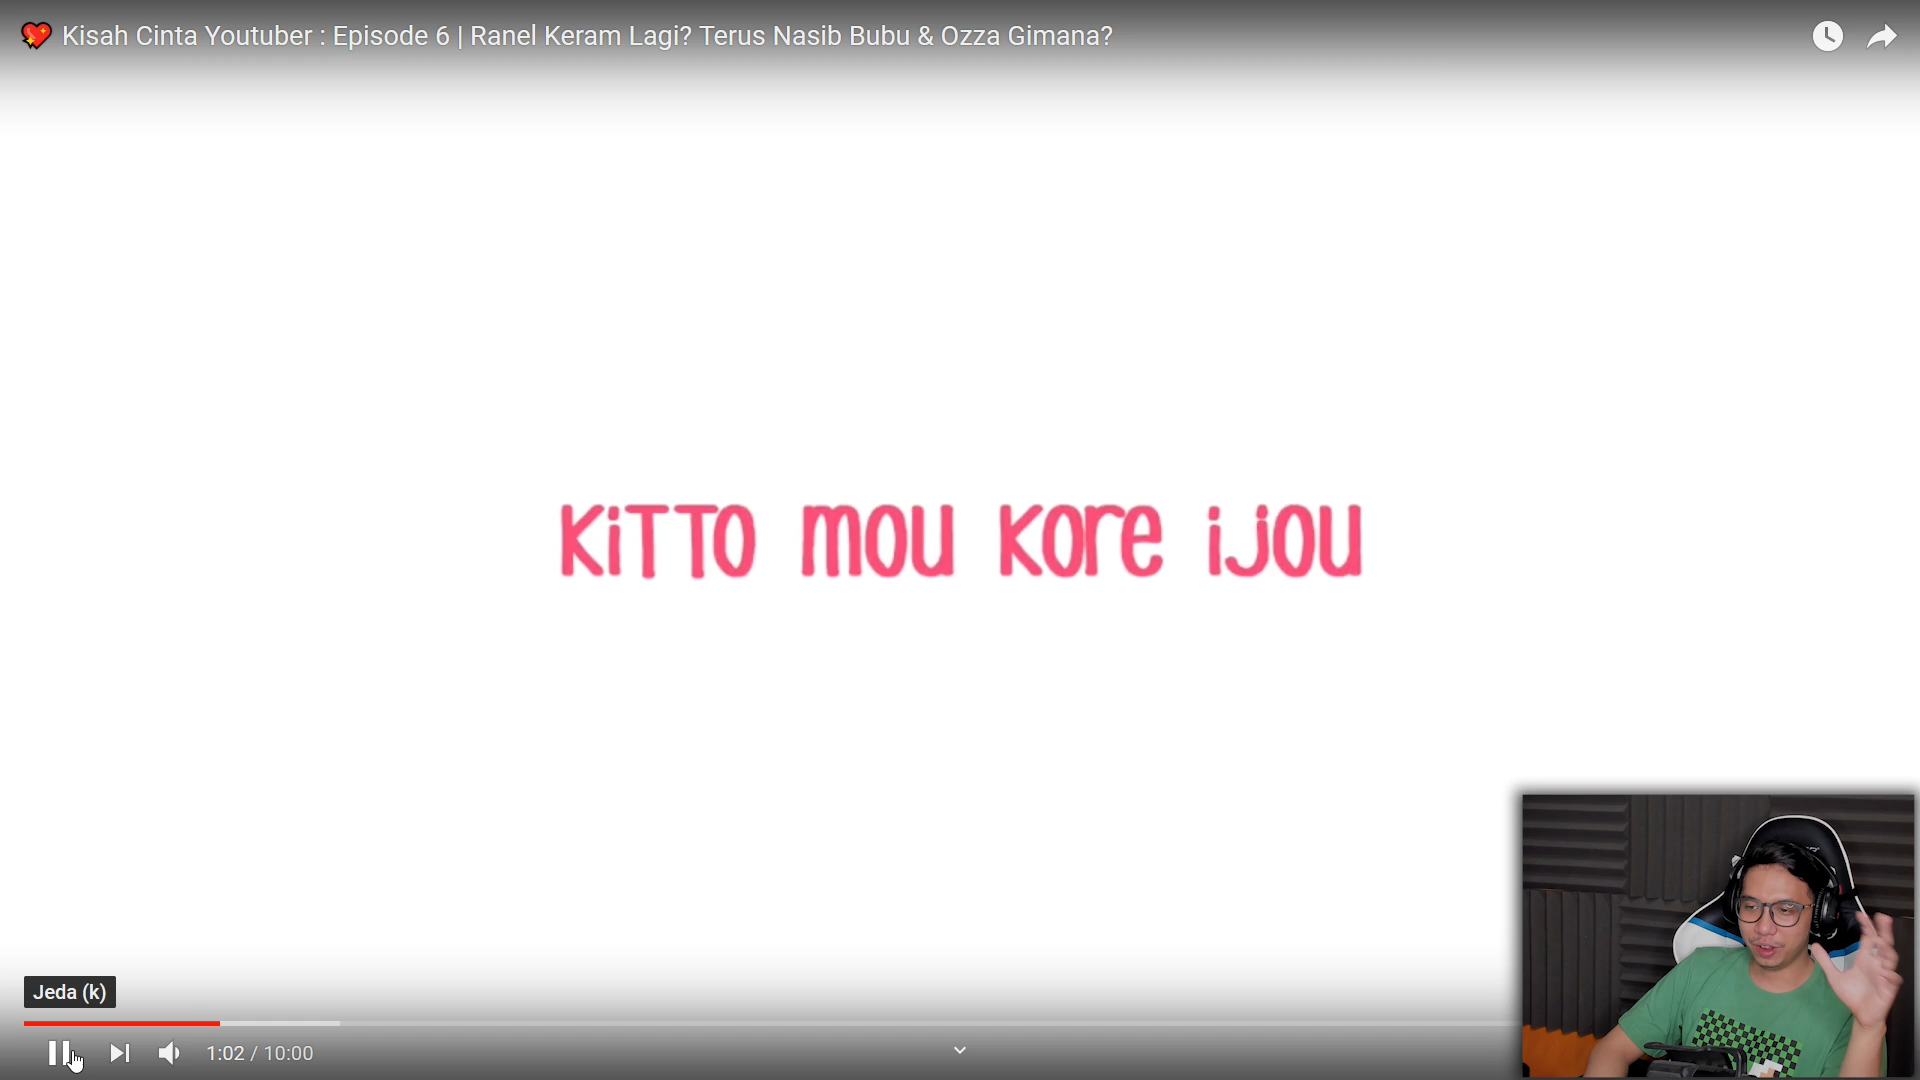 Kisah Cinta Youtuber : Episode 6 | Ranel Keram Lagi? Terus Nasib Bubu & Ozza Gimana?
KiTTO mou Kore ijou
Jeda (k)
1:02 / 10:00